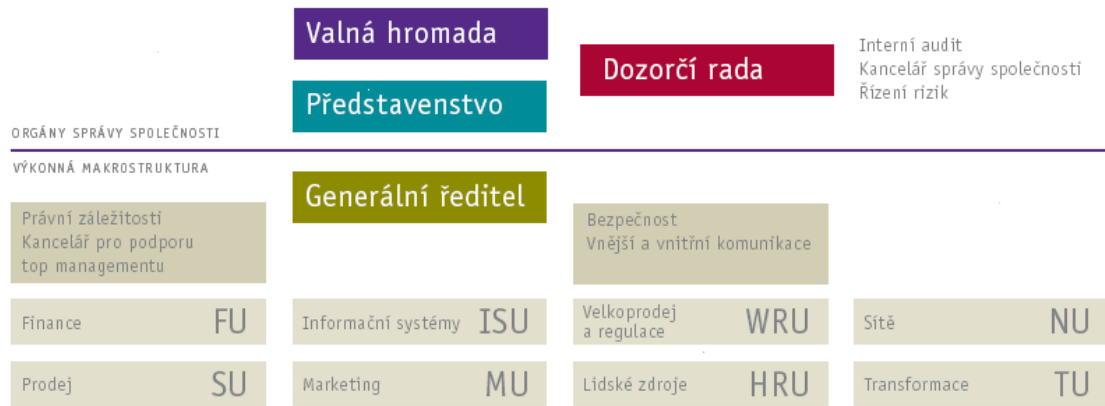 Valná hromada
Představenstvo
Dozorčí rada
Interní audit
Kancelář správy společnosti
Řízení rizik
ORGÁNY SPRÁVY SPOLEČNOSTI
VÝKONNÁ MAKROSTRUKTURA
Generální ředitel
Právní záležitosti
Kancelář pro podporu
top managementu
Bezpečnost
Vnější a vnitřní komunikace
Finance FU
Informační systémy ISU
Velkoprodej
a regulace WRU
Sítě NU
Prodej SU
Marketing MU
Lidské zdroje HRU
Transformace TU